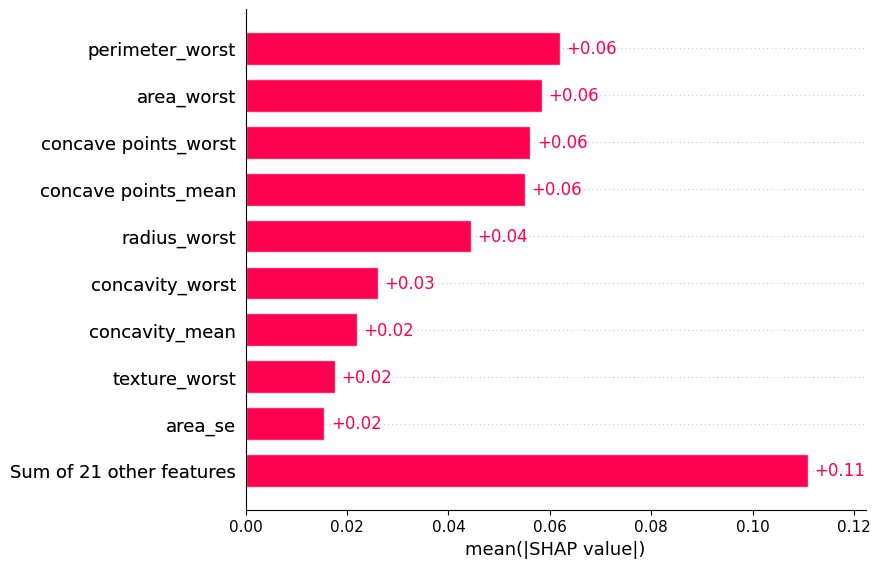 perimeter_worst +0.06
area_worst +0.06
concave points_worst +0.06
concave points_mean +0.06
radius_worst +0.04
concavity_worst +0.03
concavity_mean +0.02
texture_worst +0.02
area_se +0.02
Sum of 21 other features +0.11
0.00 0.02 0.04 0.06 0.08 0.10 0.12
mean(|SHAP value|)